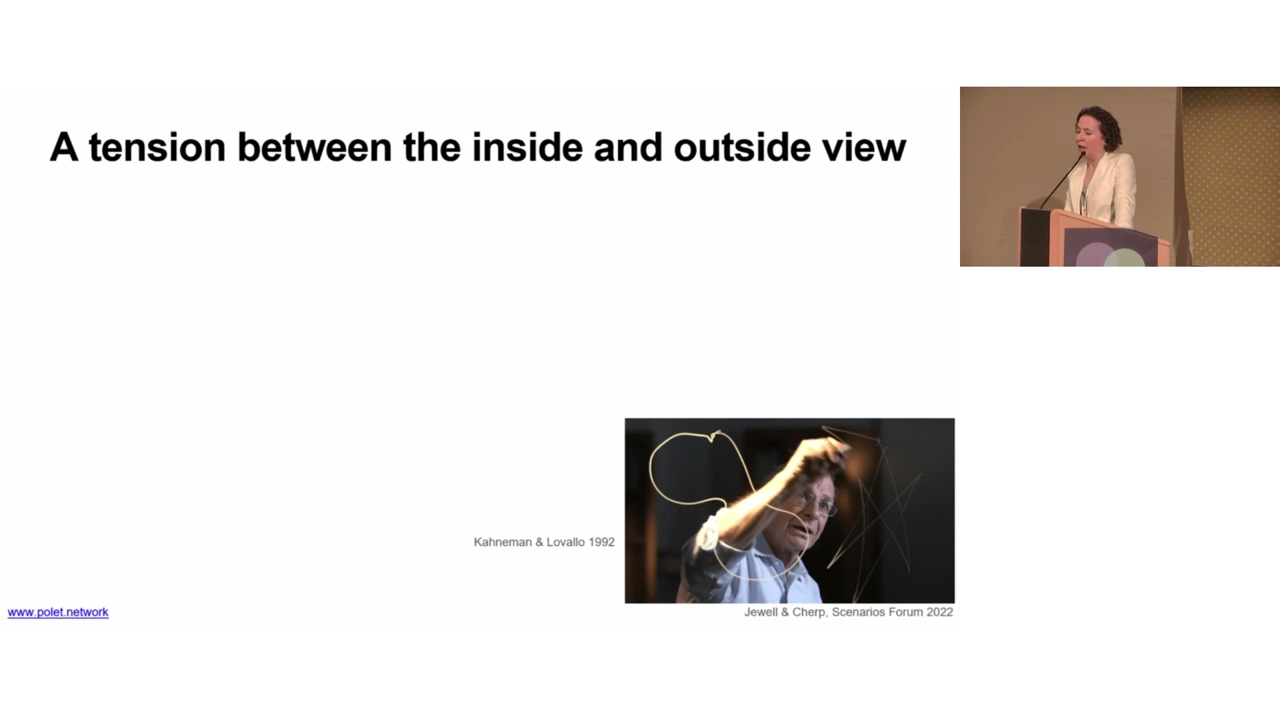 A tension between the inside and outside view
Kahneman & Lovallo 1992
www.polet.network
Jewell & Cherp, Scenarios Forum 2022